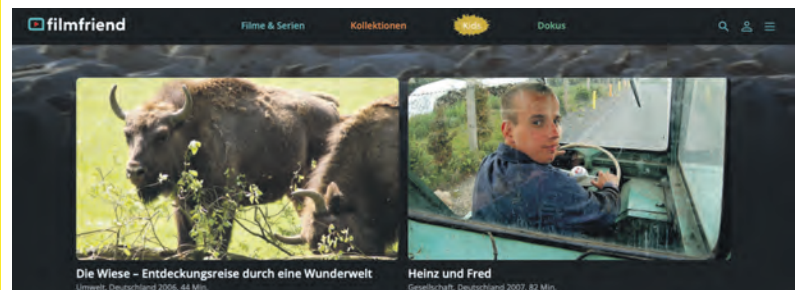 filmfriend
Filme & Serien Kollektionen Kids Dokus
Die Wiese – Entdeckungsreise durch eine Wunderwelt
Umwelt, Deutschland 2006, 44 Min.
Heinz und Fred
Gesellschaft, Deutschland 2007, 82 Min.